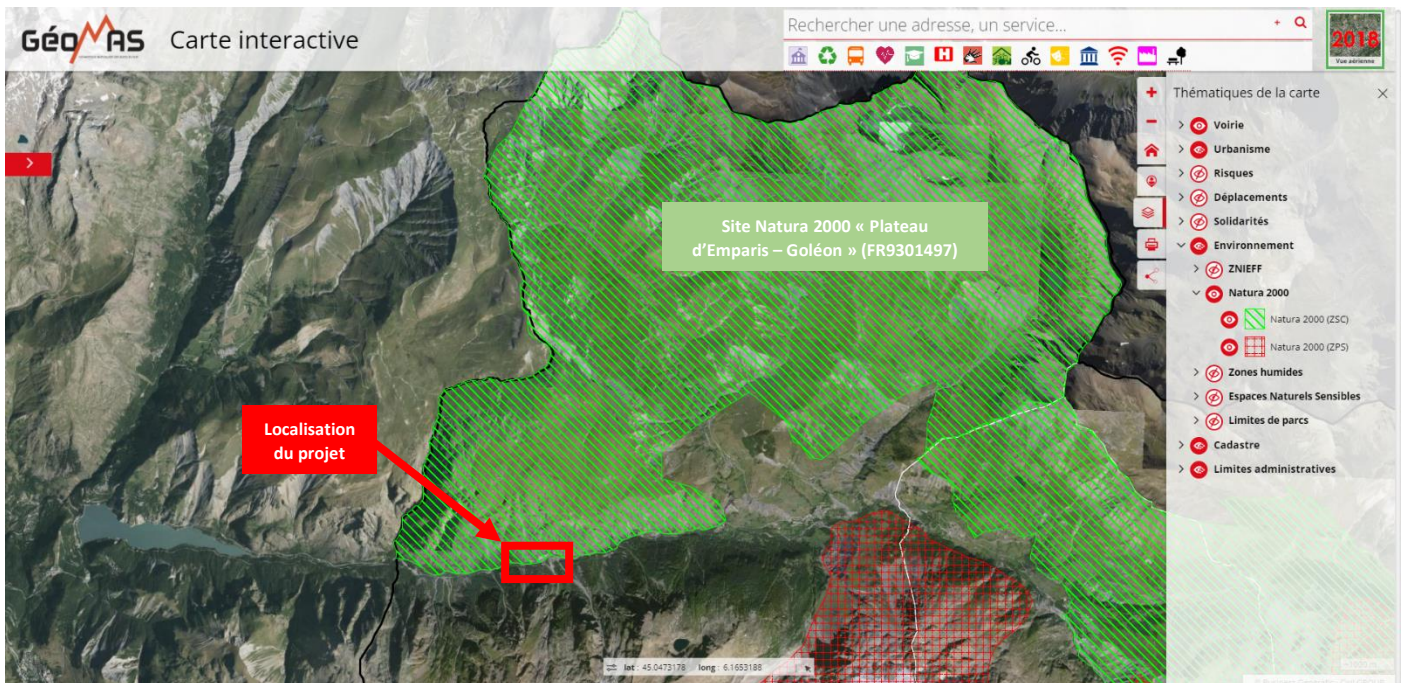 GéoMAS
Carte interactive
Rechercher une adresse, un service...
2018
Vue aérienne
Thématiques de la carte
Voirie
Urbanisme
Risques
Déplacements
Solidarités
Environnement
ZNIEFF
Natura 2000
Natura 2000 (ZSC)
Natura 2000 (ZPS)
Zones humides
Espaces Naturels Sensibles
Limites de parcs
Cadastre
Limites administratives
Site Natura 2000 « Plateau
d’Emparis – Goléon » (FR9301497)
Localisation
du projet
lat : 45.0473178 long : 6.1653188